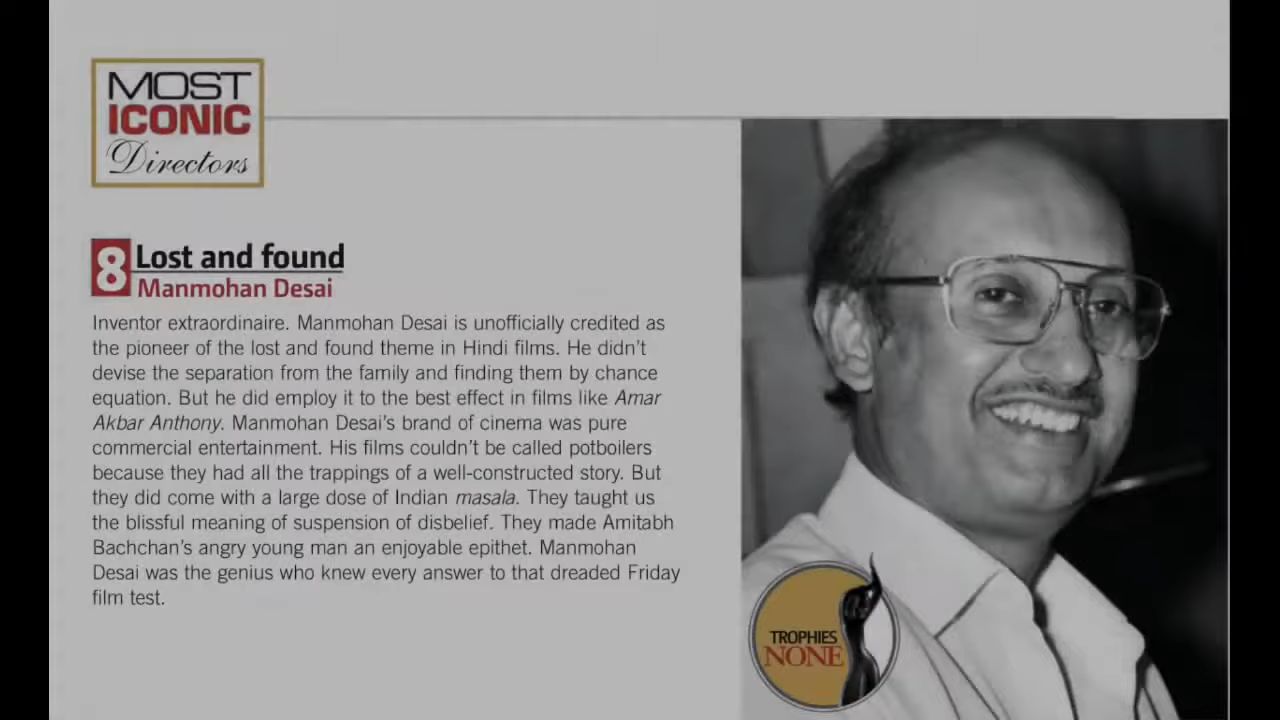 MOST
ICONIC
Directors
8 Lost and found
Manmohan Desai
Inventor extraordinaire. Manmohan Desai is unofficially credited as
the pioneer of the lost and found theme in Hindi films. He didn't
devise the separation from the family and finding them by chance
equation. But he did employ it to the best effect in films like Amar
Akbar Anthony. Manmohan Desai's brand of cinema was pure
commercial entertainment. His films couldn't be called potboilers
because they had all the trappings of a well-constructed story. But
they did come with a large dose of Indian masala. They taught us
the blissful meaning of suspension of disbelief. They made Amitabh
Bachchan's angry young man an enjoyable epithet. Manmohan
Desai was the genius who knew every answer to that dreaded Friday
film test.
TROPHIES
NONE